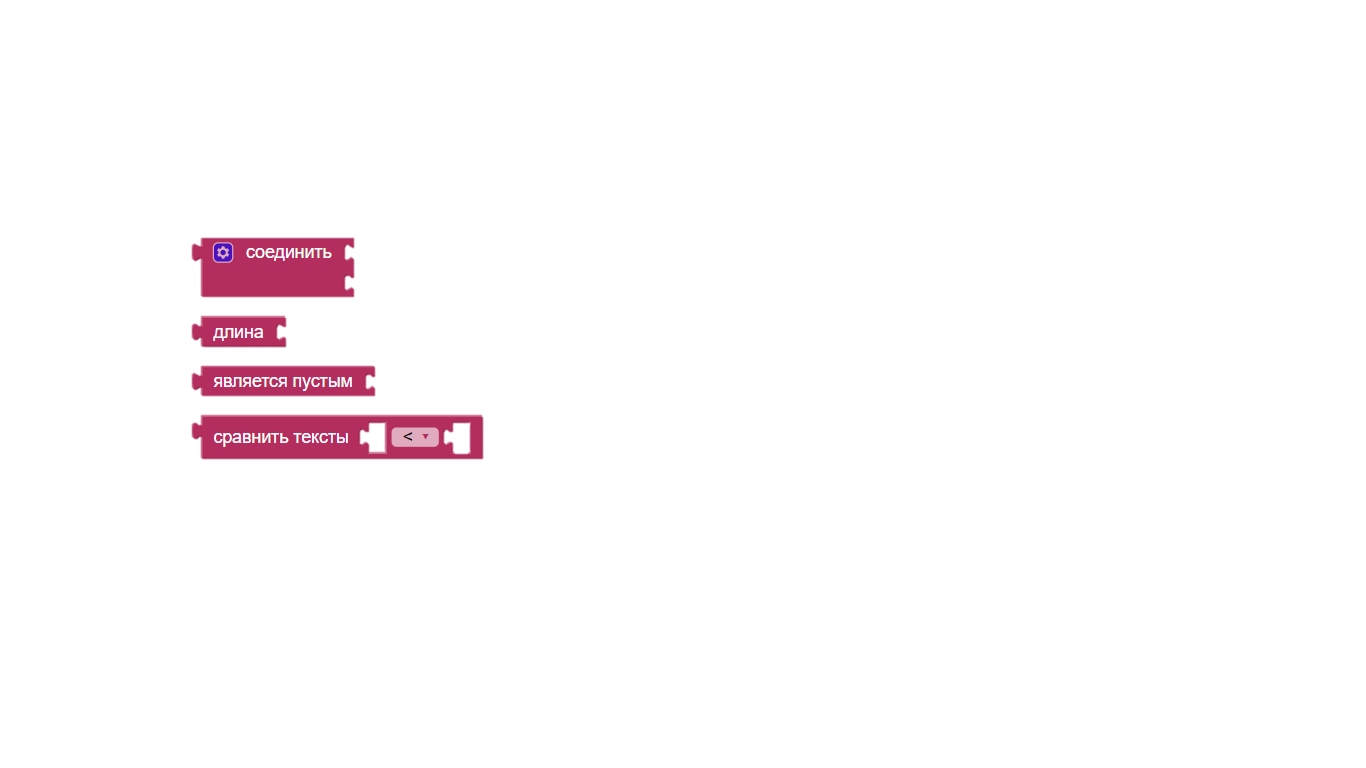 соединить
длина
является пустым
сравнить тексты <